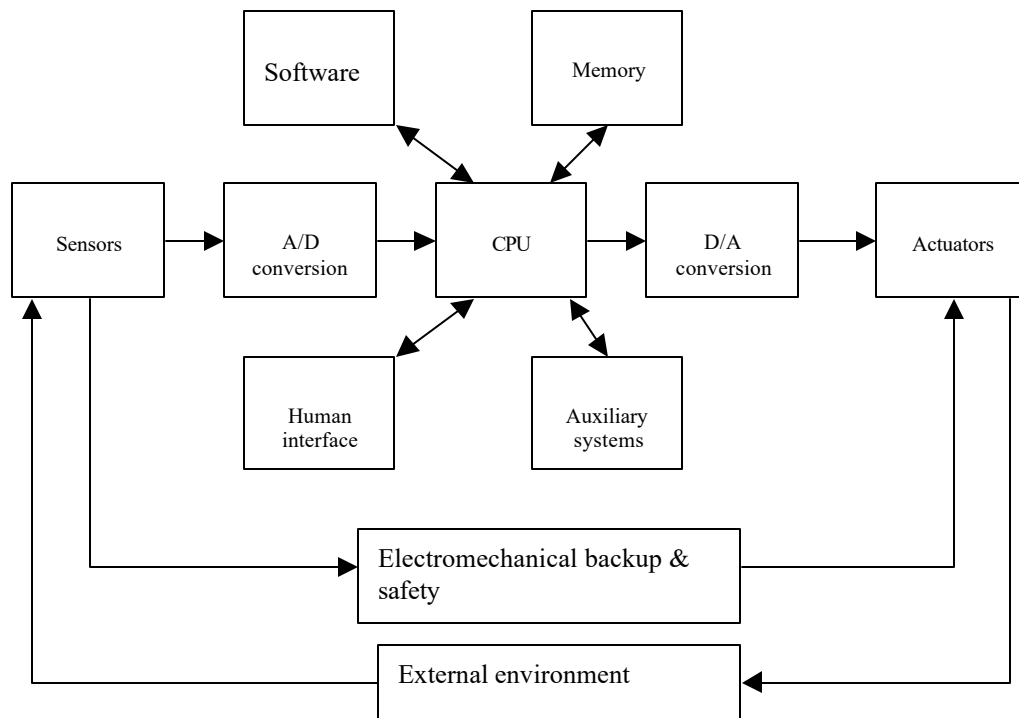 Software
Memory
Sensors
A/D
conversion
CPU
D/A
conversion
Actuators
Human
interface
Auxiliary
systems
Electromechanical backup &
safety
External environment